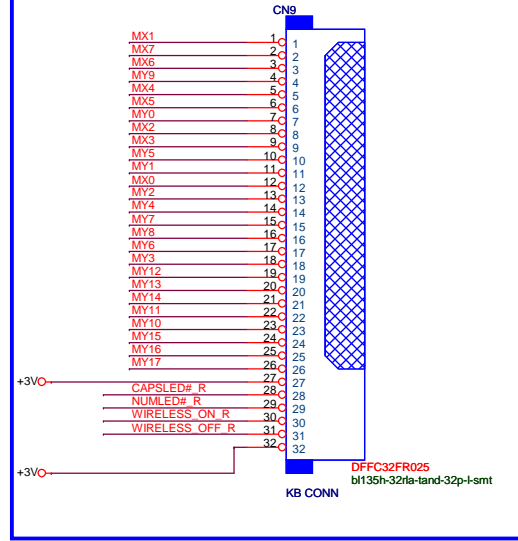 CN9
MX1 1 1
MX7 2 2
MX6 3 3
MY9 4 4
MX4 5 5
MX5 6 6
MY0 7 7
MX2 8 8
MX3 9 9
MY5 10 10
MY1 11 11
MX0 12 12
MY2 13 13
MY4 14 14
MY7 15 15
MY8 16 16
MY6 17 17
MY3 18 18
MY12 19 19
MY13 20 20
MY14 21 21
MY11 22 22
MY10 23 23
MY15 24 24
MY16 25 25
MY17 26 26
+3VO 27 27
CAPSLED#_R 28 28
NUMLED#_R 29 29
WIRELESS_ON_R 30 30
WIRELESS_OFF_R 31 31
32 32
+3VO
DFFC32FR025
bl135h-32rla-tand-32p-l-smt
KB CONN